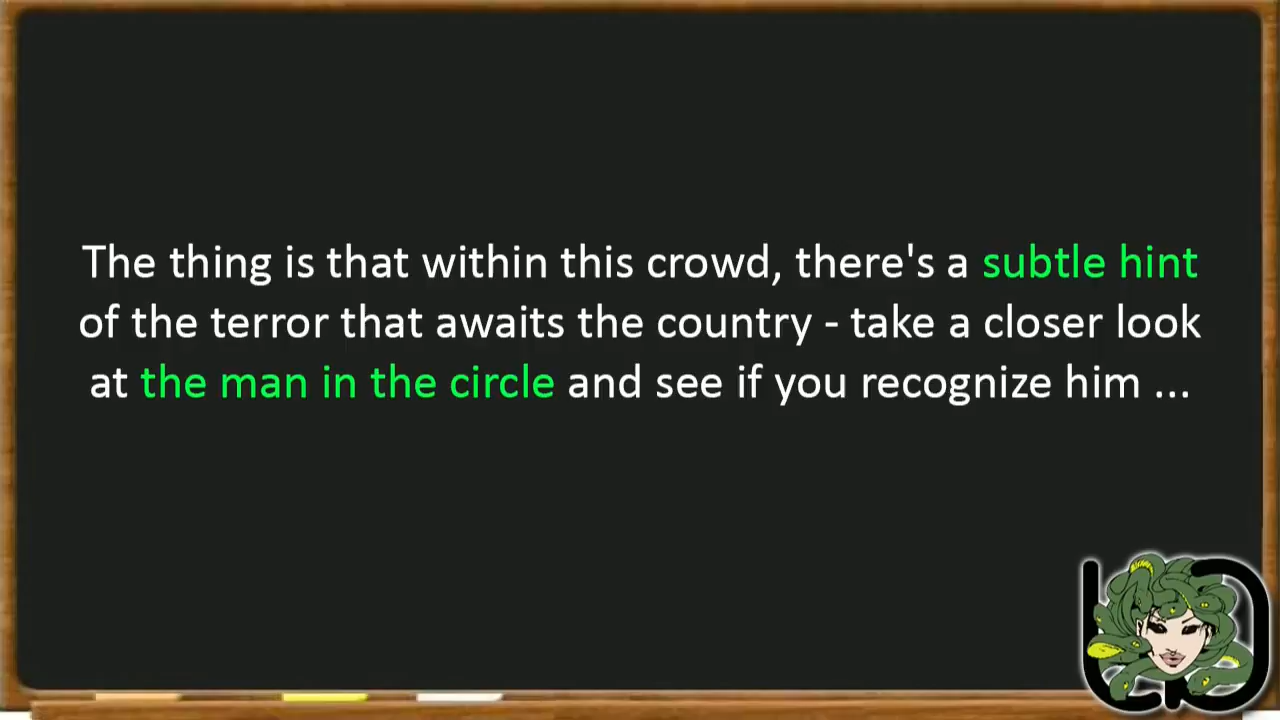 The thing is that within this crowd, there's a subtle hint
of the terror that awaits the country - take a closer look
at the man in the circle and see if you recognize him ...